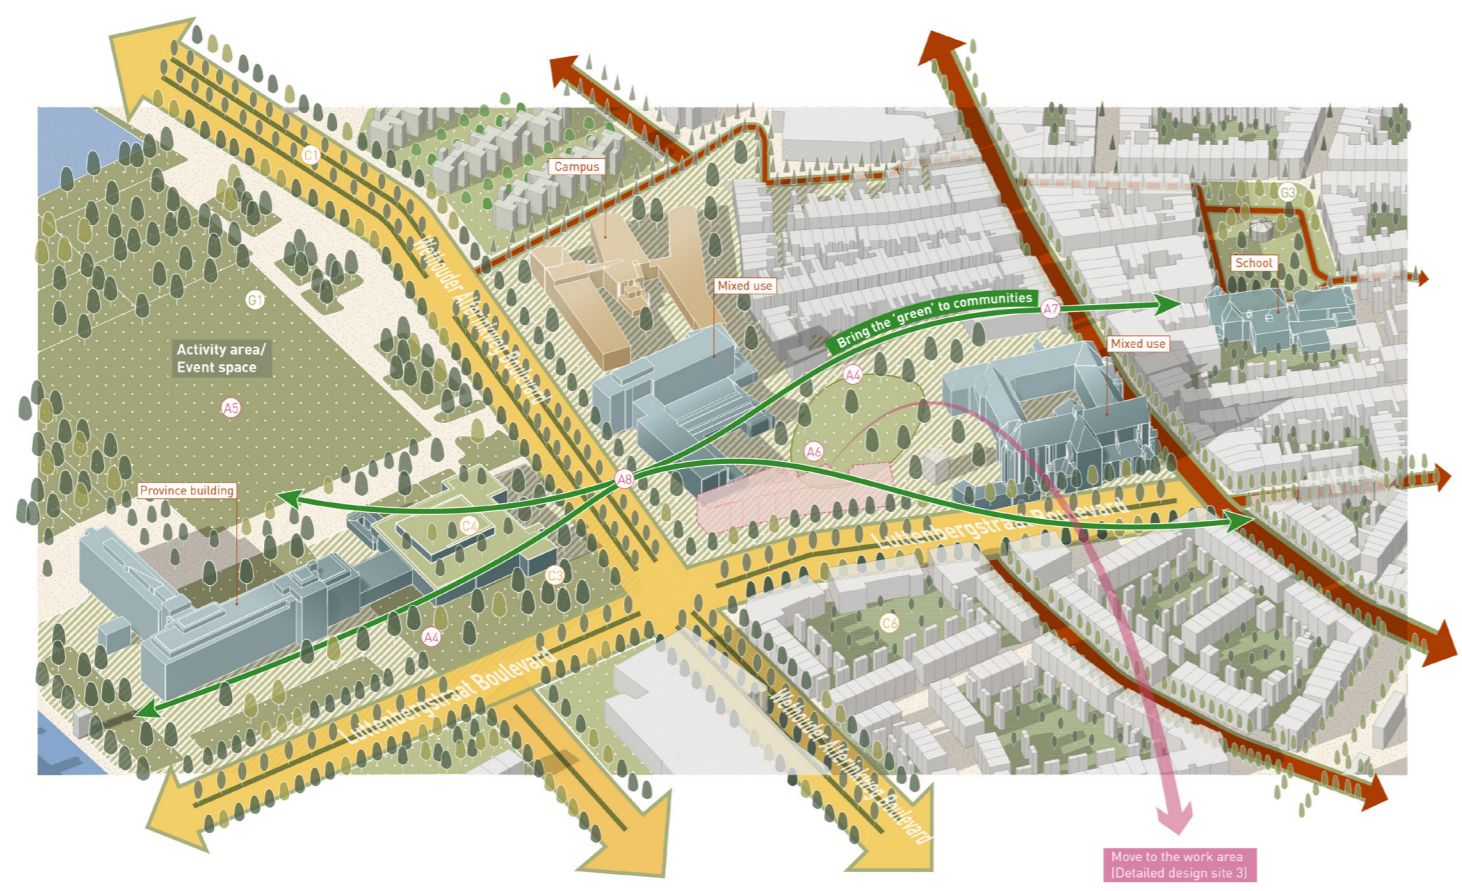 C1
Campus
G3
School
Wethouder Alferinkweg Boulevard
G1
Mixed use
Bring the 'green' to communities
A7
Activity area/
Event space
Mixed use
A4
A5
A6
A8
Province building
C4
Luttenbergstraat Boulevard
C3
C6
A4
Luttenbergstraat Boulevard
Wethouder Alferinkweg Boulevard
Move to the work area
(Detailed design site 3)